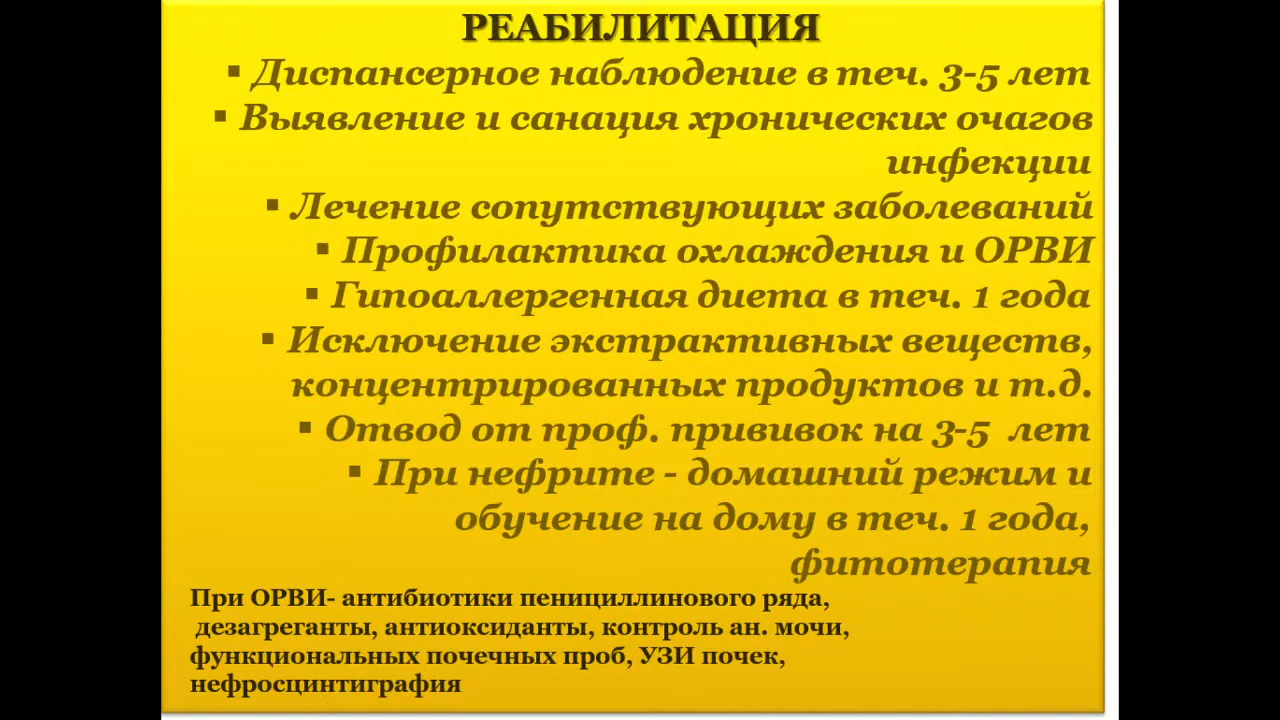 РЕАБИЛИТАЦИЯ
▪ Диспансерное наблюдение в теч. 3-5 лет
▪ Выявление и санация хронических очагов
инфекции
▪ Лечение сопутствующих заболеваний
▪ Профилактика охлаждения и ОРВИ
▪ Гипоаллергенная диета в теч. 1 года
▪ Исключение экстрактивных веществ,
концентрированных продуктов и т.д.
▪ Отвод от проф. прививок на 3-5 лет
▪ При нефрите - домашний режим и
обучение на дому в теч. 1 года,
фитотерапия
При ОРВИ- антибиотики пенициллинового ряда,
дезагреганты, антиоксиданты, контроль ан. мочи,
функциональных почечных проб, УЗИ почек,
нефросцинтиграфия